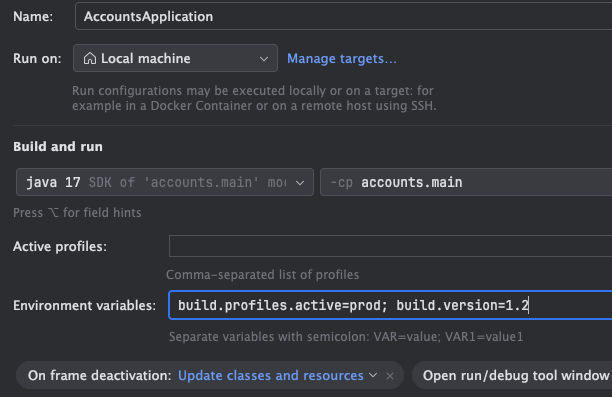 Name: AccountsApplication
Run on: Local machine Manage targets...
Run configurations may be executed locally or on a target: for
example in a Docker Container or on a remote host using SSH.
Build and run
java 17 SDK of 'accounts.main' -cp accounts.main
Press ⌥ for field hints
Active profiles:
Comma-separated list of profiles
Environment variables: build.profiles.active=prod; build.version=1.2
Separate variables with semicolon: VAR=value; VAR1=value1
On frame deactivation: Update classes and resources × Open run/debug tool window